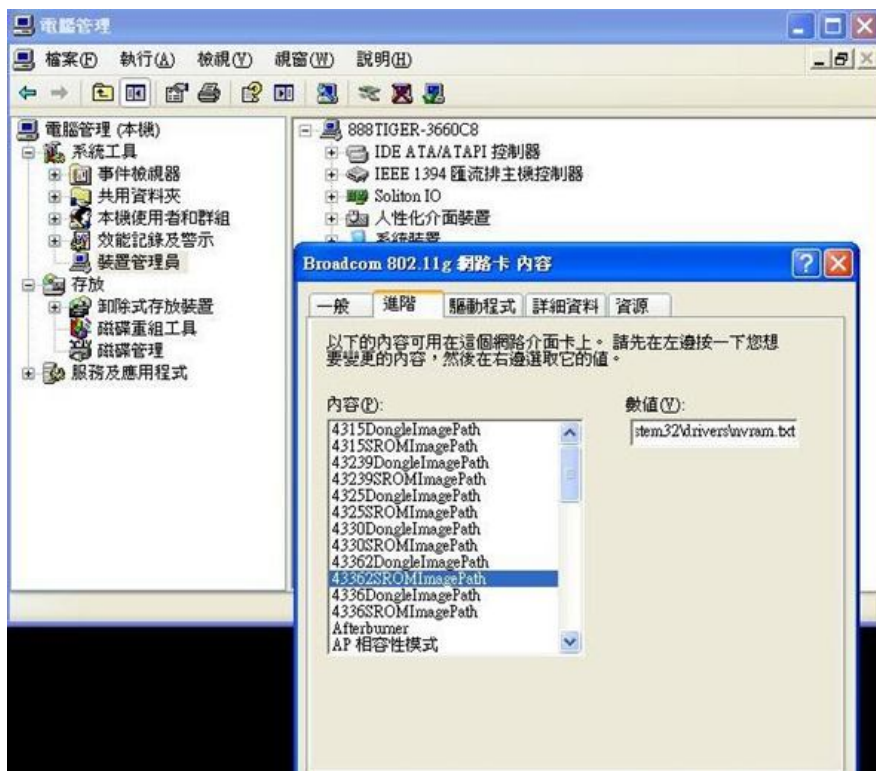 電腦管理
檔案(F) 執行(A) 檢視(V) 視窗(W) 說明(H)
電腦管理 (本機)
系統工具
事件檢視器
共用資料夾
本機使用者和群組
效能記錄及警示
裝置管理員
存放
卸除式存放裝置
磁碟重組工具
磁碟管理
服務及應用程式
888TIGER-3660C8
IDE ATA/ATAPI 控制器
IEEE 1394 匯流排主機控制器
Soliton IO
人性化介面裝置
系統裝置
Broadcom 802.11g 網路卡 內容
一般 進階 驅動程式 詳細資料 資源
以下的內容可用在這個網路介面卡上。請先在左邊按一下您想
要變更的內容，然後在右邊選取它的值。
內容(P):
數值(V):
4315DongleImagePath
4315SROMImagePath
43239DongleImagePath
43239SROMImagePath
4325DongleImagePath
4325SROMImagePath
4330DongleImagePath
4330SROMImagePath
43362DongleImagePath
43362SROMImagePath
4336DongleImagePath
4336SROMImagePath
Afterburner
AP 相容性模式
stem32\drivers\nvram.txt